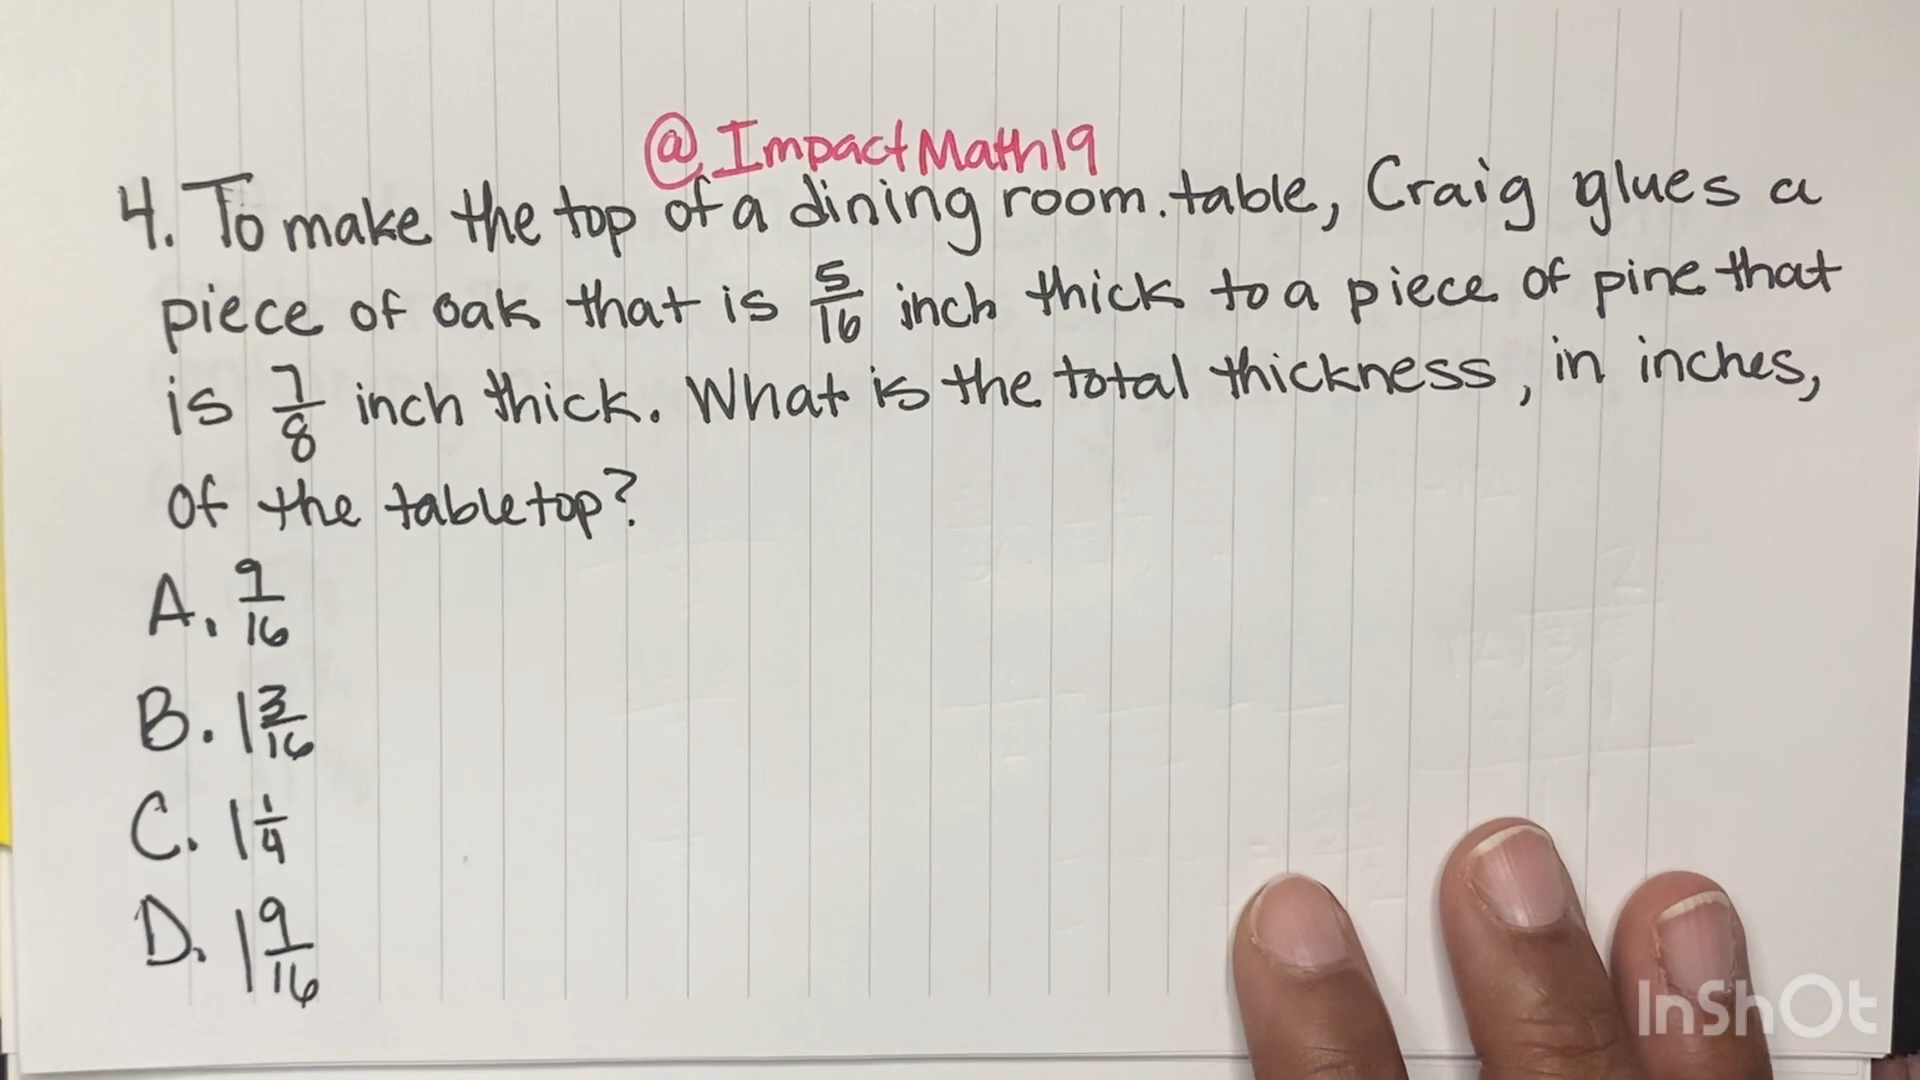 @ImpactMath19
4. To make the top of a dining room. table, Craig glues a
piece of oak that is 5/16 inch thick to a piece of pine that
is 7/8 inch thick. What is the total thickness, in inches,
of the tabletop?
A. 9/16
B. 1 3/16
C. 1 1/4
D. 1 9/16
InShOt